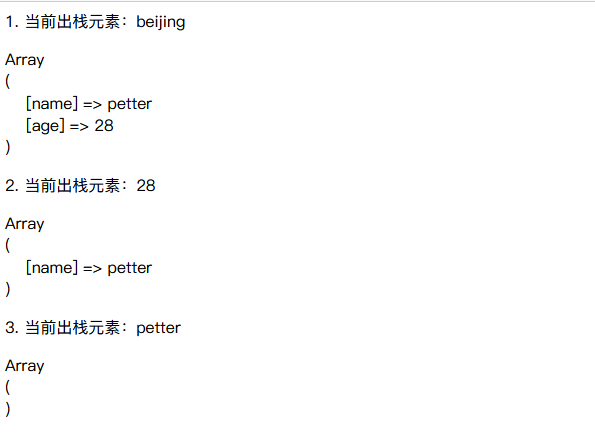 1. 当前出栈元素：beijing
Array
(
[name] => petter
[age] => 28
)
2. 当前出栈元素：28
Array
(
[name] => petter
)
3. 当前出栈元素：petter
Array
(
)